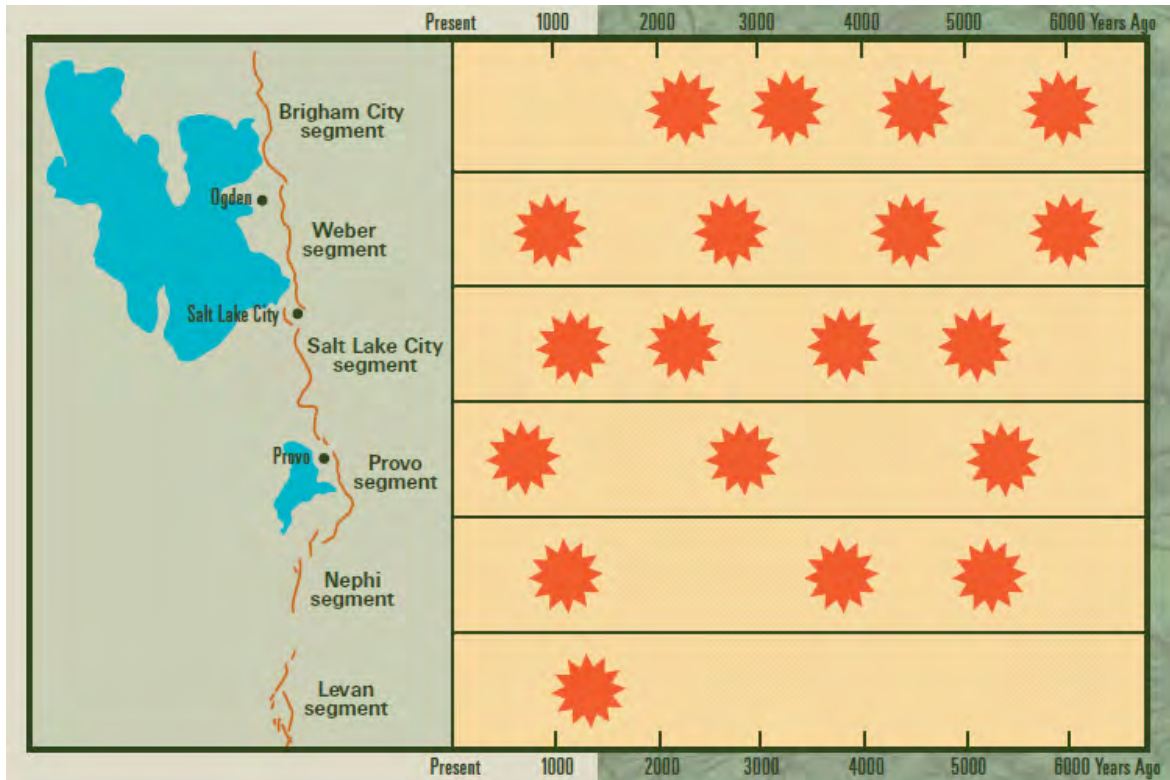 Present 1000 2000 3000 4000 5000 6000 Years Ago
Brigham City
segment
Ogden
Weber
segment
Salt Lake City
Salt Lake City
segment
Provo
Provo
segment
Nephi
segment
Levan
segment
Present 1000 2000 3000 4000 5000 6000 Years Ago